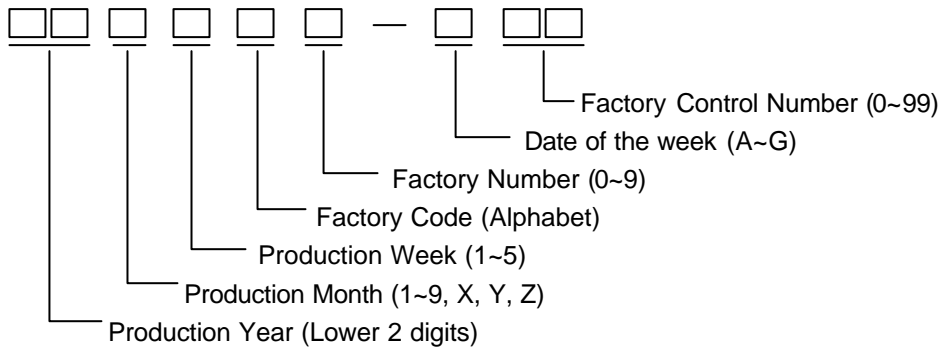 Factory Control Number (0~99)
Date of the week (A~G)
Factory Number (0~9)
Factory Code (Alphabet)
Production Week (1~5)
Production Month (1~9, X, Y, Z)
Production Year (Lower 2 digits)